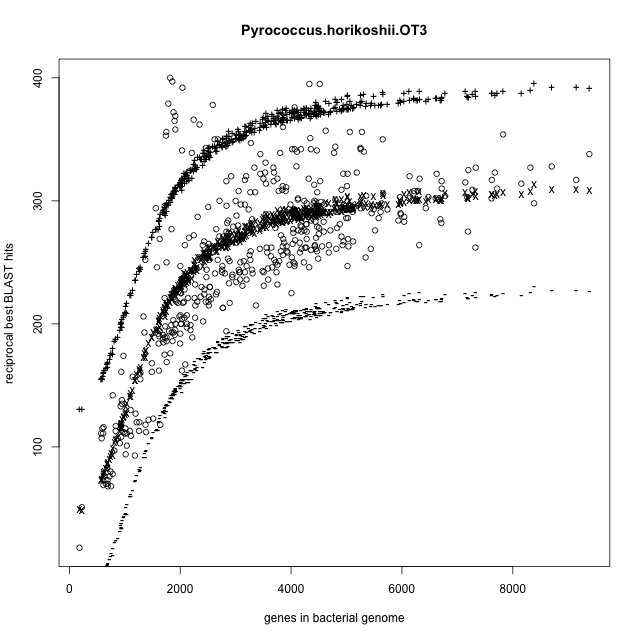 Pyrococcus.horikoshii.OT3
400
300
200
100
reciprocal best BLAST hits
0 2000 4000 6000 8000
genes in bacterial genome